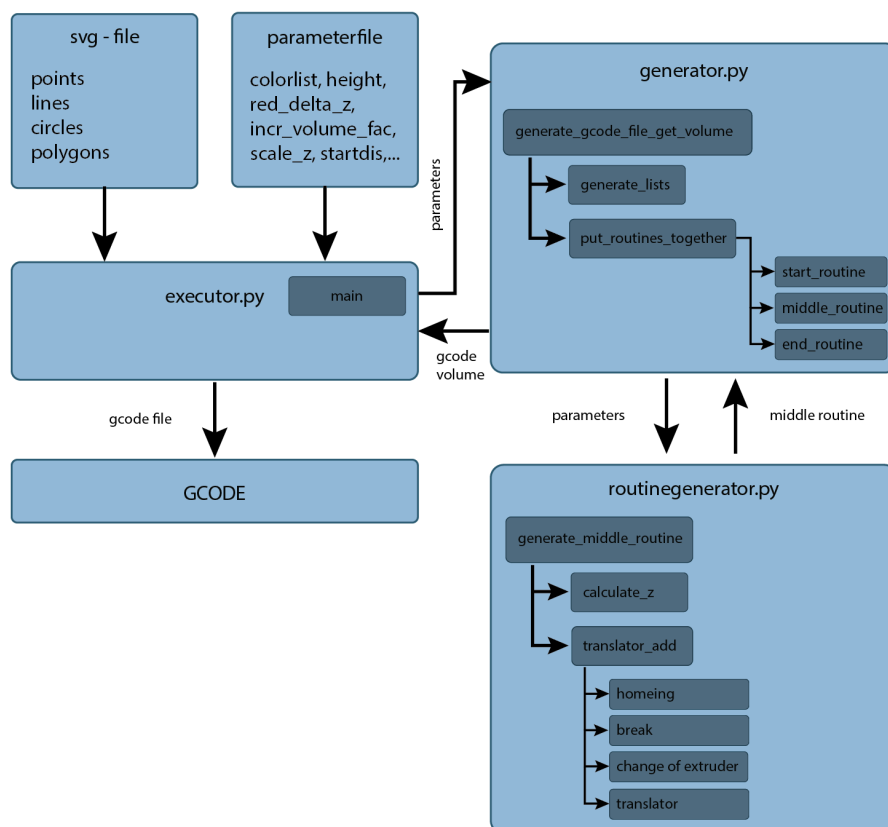 svg - file
points
lines
circles
polygons
parameterfile
colorlist, height,
red_delta_z,
incr_volume_fac,
scale_z, startdis,...
parameters
generator.py
generate_gcode_file_get_volume
generate_lists
put_routines_together
start_routine
middle_routine
end_routine
executor.py
main
gcode
volume
gcode file
parameters
middle routine
GCODE
routinegenerator.py
generate_middle_routine
calculate_z
translator_add
homeing
break
change of extruder
translator